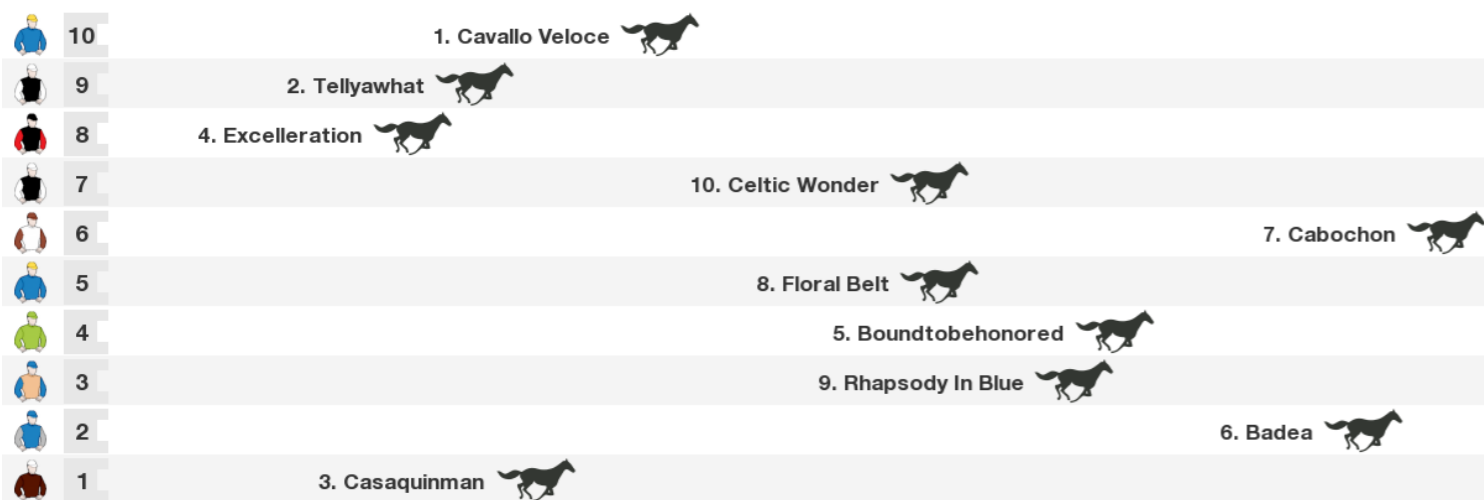 10 1. Cavallo Veloce
9 2. Tellyawhat
8 4. Excelleration
7 10. Celtic Wonder
6 7. Cabochon
5 8. Floral Belt
4 5. Boundtobehonored
3 9. Rhapsody In Blue
2 6. Badea
1 3. Casaquinman